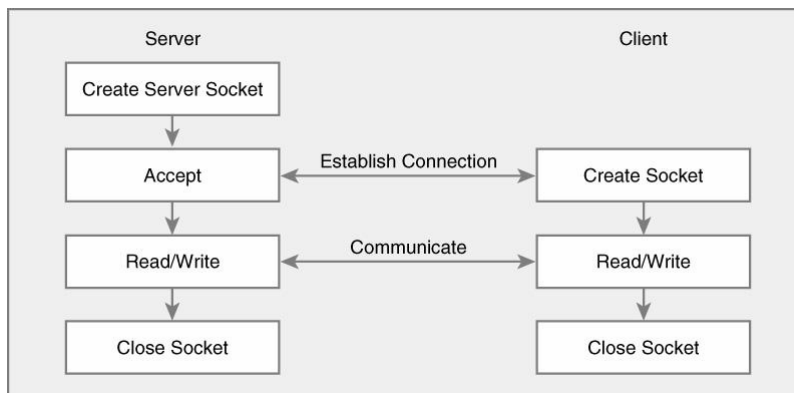 Server
Client
Create Server Socket
Accept
Establish Connection
Create Socket
Read/Write
Communicate
Read/Write
Close Socket
Close Socket